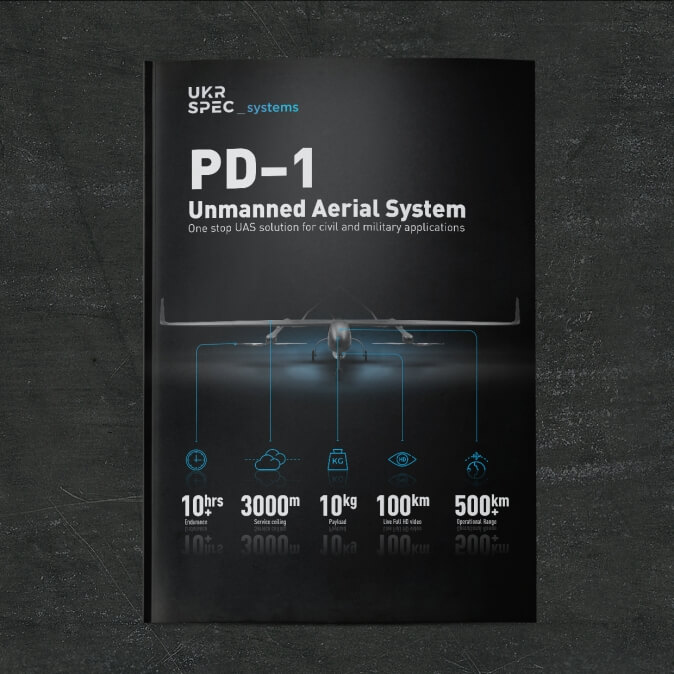 UKR
SPEC _systems
PD-1
Unmanned Aerial System
One stop UAS solution for civil and military applications
KG
HD
10hrs+
Endurance
3000m
Service ceiling
10kg
Payload
100km
Live Full HD video
500km+
Operational Range